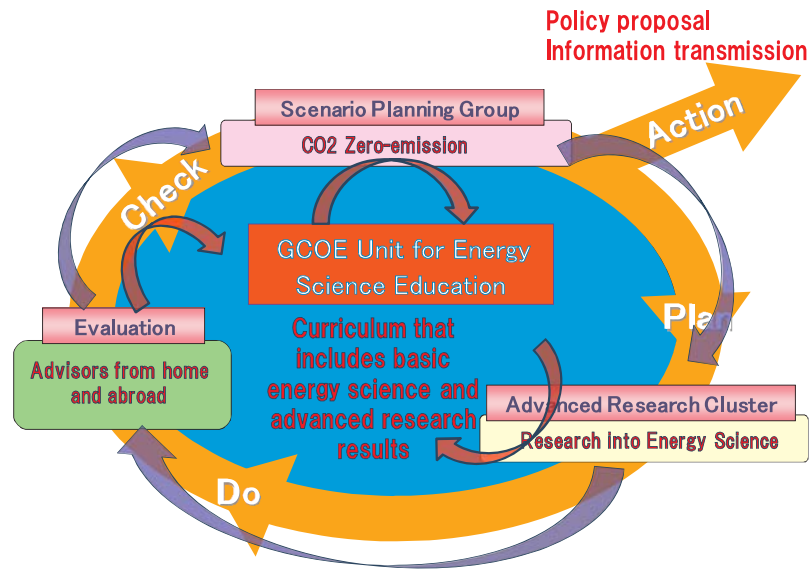 Policy proposal
Information transmission
Action
Scenario Planning Group
CO2 Zero-emission
Check
GCOE Unit for Energy
Science Education
Plan
Evaluation
Advisors from home
and abroad
Curriculum that
includes basic
energy science and
advanced research
results
Advanced Research Cluster
Research into Energy Science
Do